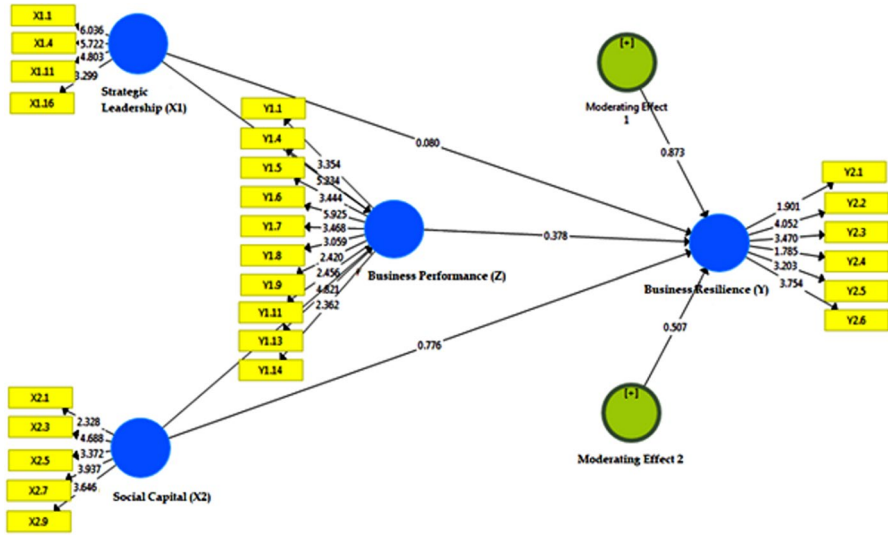 X1.1
X1.4
X1.11
X1.16
6.036
5.722
4.803
3.299
Strategic
Leadership (X1)
Y1.1
Y1.4
Y1.5
Y1.6
Y1.7
Y1.8
Y1.9
Y1.11
Y1.13
Y1.14
3.354
5.234
3.444
5.925
3.468
3.059
2.420
2.456
4.821
2.362
Business Performance (Z)
0.080
0.378
0.776
[+]
Moderating Effect
1
0.873
Y2.1
Y2.2
Y2.3
Y2.4
Y2.5
Y2.6
1.901
4.052
3.470
1.785
3.203
3.754
Business Resilience (Y)
0.507
[+]
Moderating Effect 2
X2.1
X2.3
X2.5
X2.7
X2.9
2.328
4.688
3.372
3.937
3.646
Social Capital (X2)